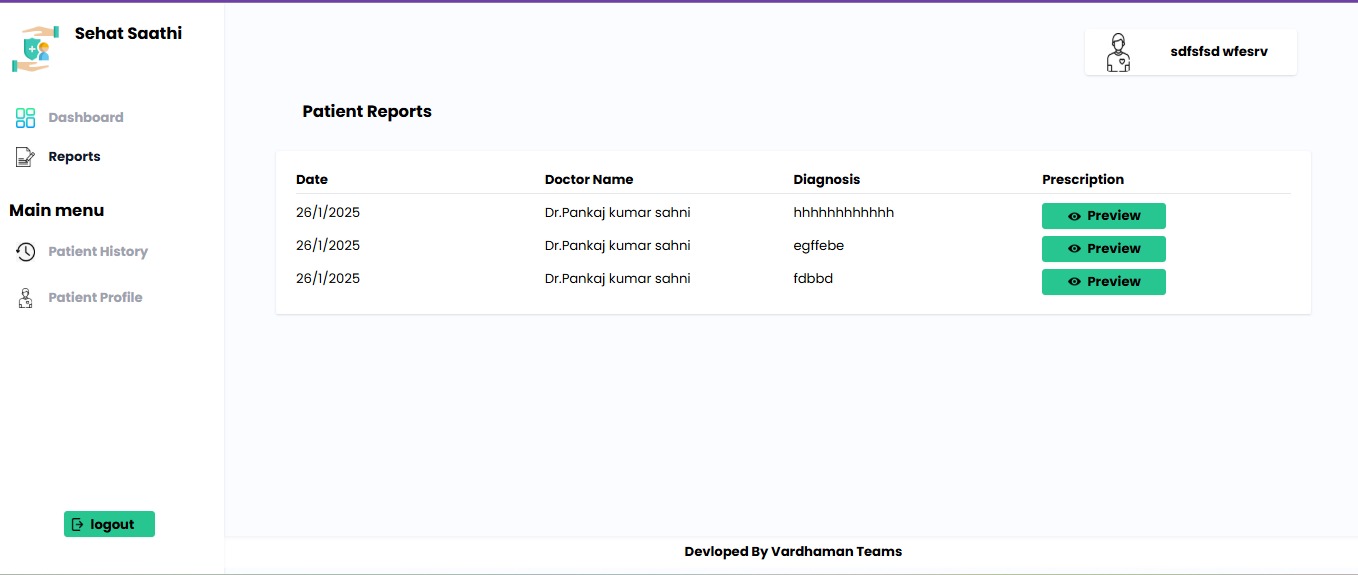 Sehat Saathi
sdfsfsd wfesrv
Dashboard
Reports
Main menu
Patient History
Patient Profile
logout
Patient Reports
Date Doctor Name Diagnosis Prescription
26/1/2025 Dr.Pankaj kumar sahni hhhhhhhhhhhh Preview
26/1/2025 Dr.Pankaj kumar sahni egffebe Preview
26/1/2025 Dr.Pankaj kumar sahni fdbbd Preview
Devloped By Vardhaman Teams